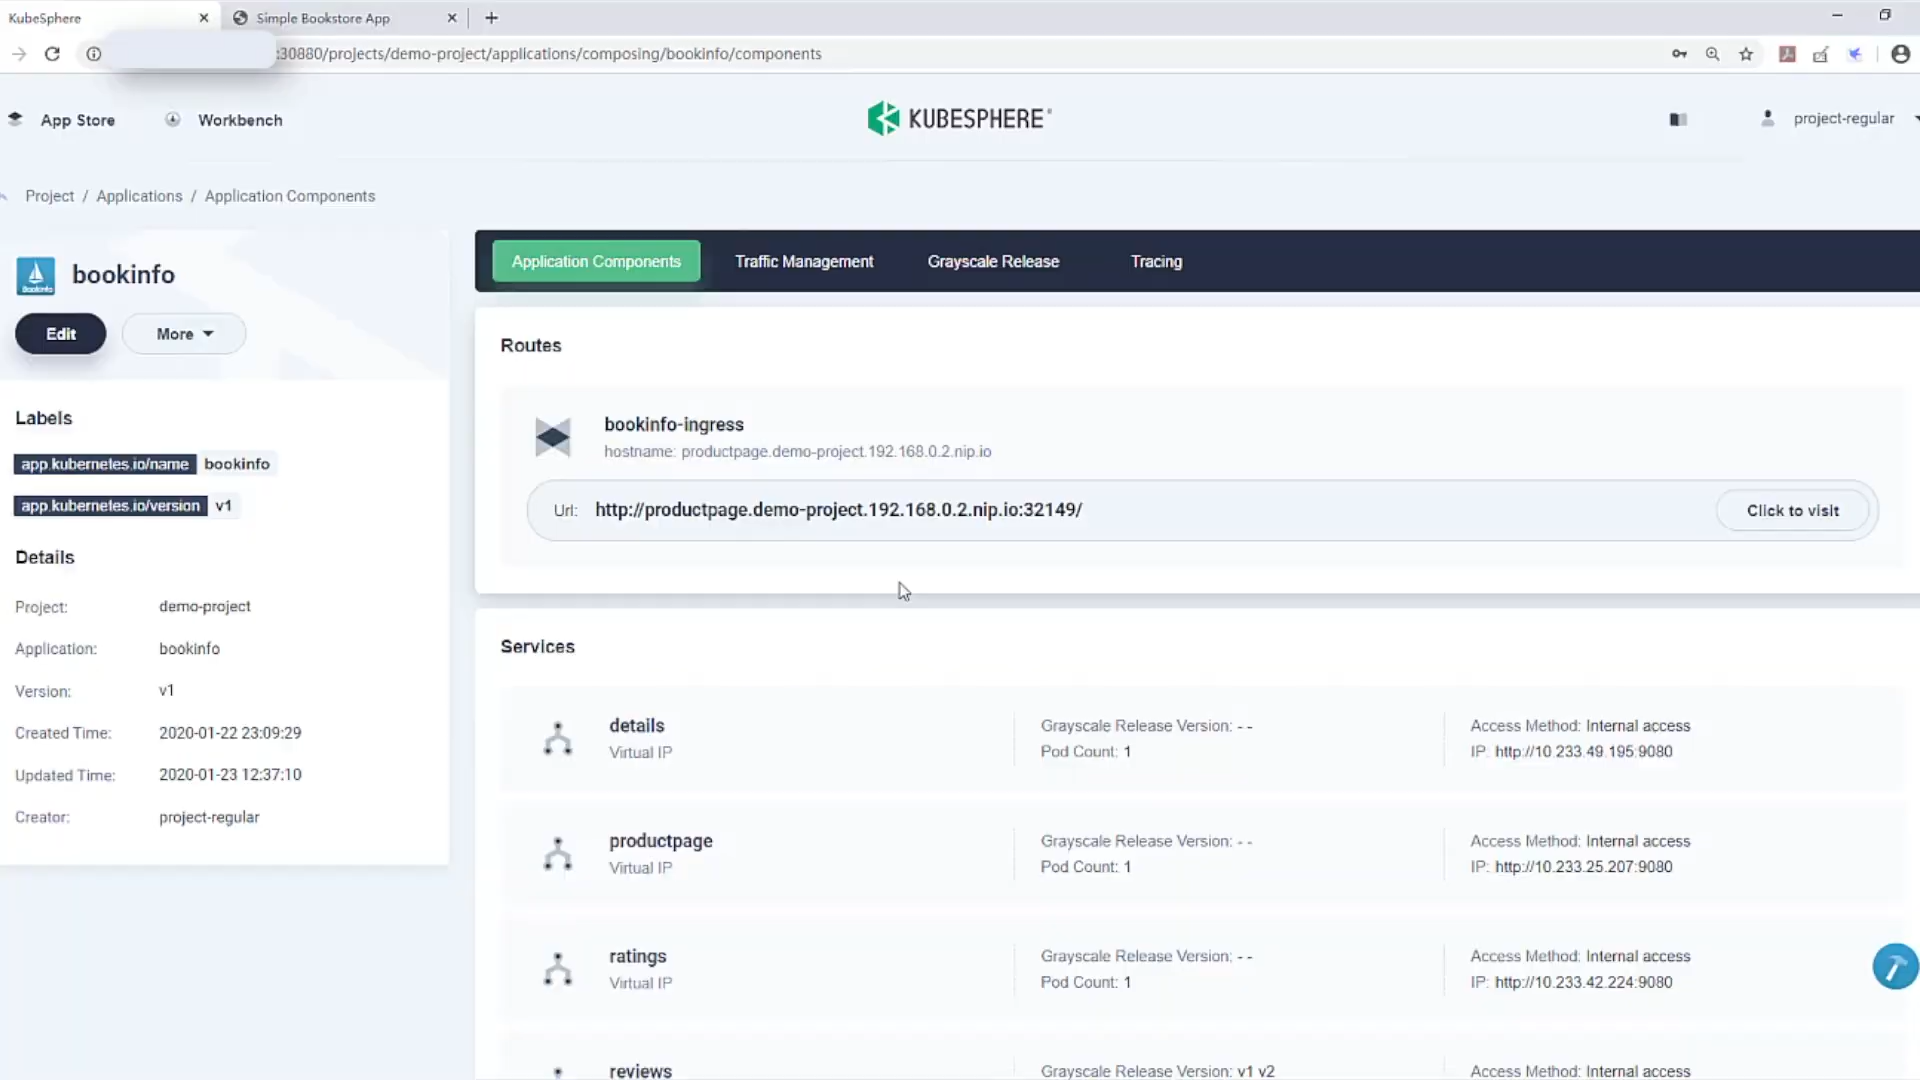 KubeSphere
Simple Bookstore App
:30880/projects/demo-project/applications/composing/bookinfo/components
App Store
Workbench
KUBESPHERE
project-regular
Project / Applications / Application Components
bookinfo
Edit
More
Labels
app.kubernetes.io/name bookinfo
app.kubernetes.io/version v1
Details
Project: demo-project
Application: bookinfo
Version: v1
Created Time: 2020-01-22 23:09:29
Updated Time: 2020-01-23 12:37:10
Creator: project-regular
Application Components
Traffic Management
Grayscale Release
Tracing
Routes
bookinfo-ingress
hostname: productpage.demo-project.192.168.0.2.nip.io
Url: http://productpage.demo-project.192.168.0.2.nip.io:32149/
Click to visit
Services
details
Virtual IP
Grayscale Release Version: - -
Pod Count: 1
Access Method: Internal access
IP: http://10.233.49.195:9080
productpage
Virtual IP
Grayscale Release Version: - -
Pod Count: 1
Access Method: Internal access
IP: http://10.233.25.207:9080
ratings
Virtual IP
Grayscale Release Version: - -
Pod Count: 1
Access Method: Internal access
IP: http://10.233.42.224:9080
reviews
Grayscale Release Version: v1 v2
Access Method: Internal access